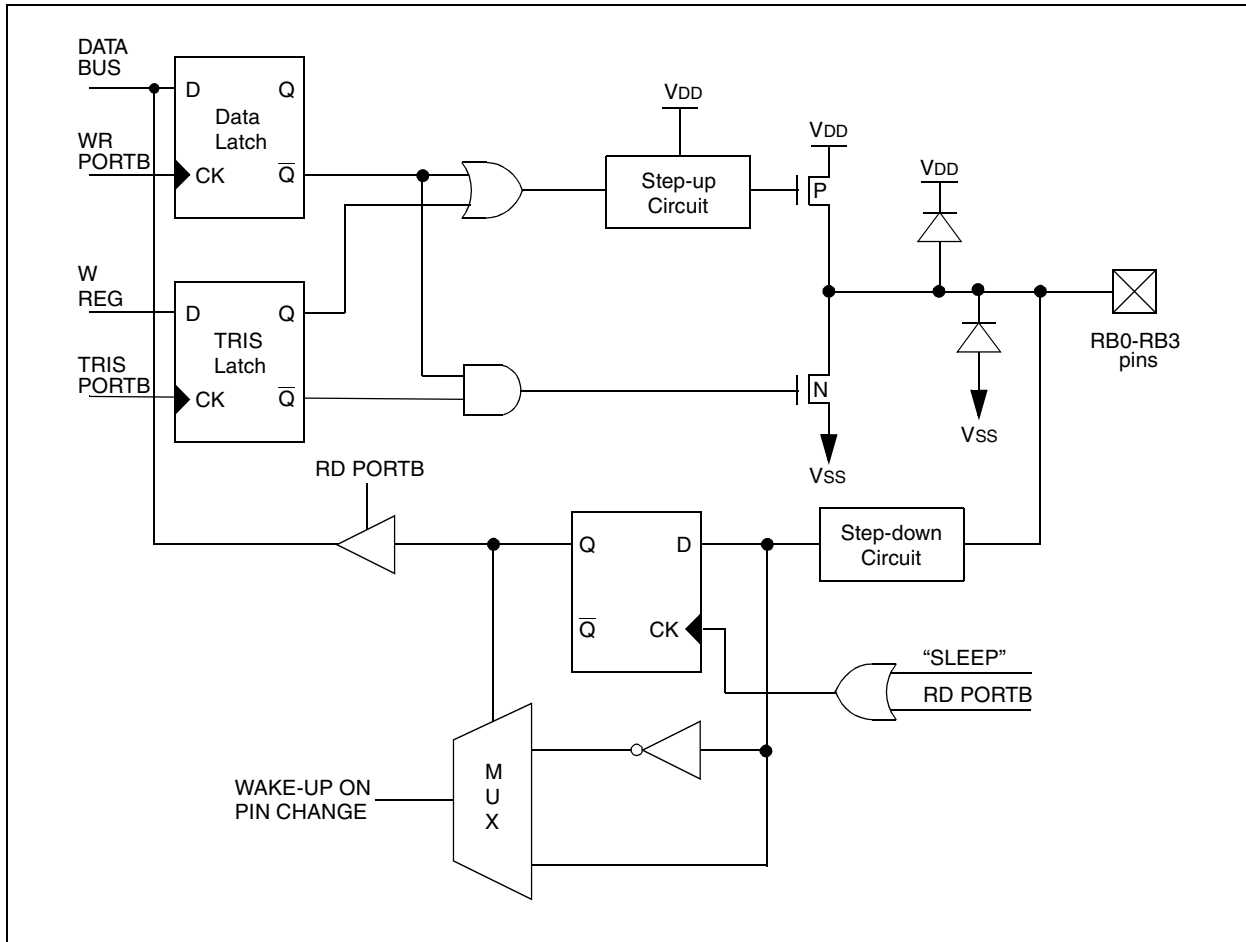 DATA
BUS
D
Q
Data
Latch
WR
PORTB
CK
Q
VDD
VDD
Step-up
Circuit
P
VDD
W
REG
D
Q
TRIS
Latch
TRIS
PORTB
CK
Q
N
VSS
VSS
RB0-RB3
pins
RD PORTB
Q
D
Q
CK
Step-down
Circuit
“SLEEP”
RD PORTB
WAKE-UP ON
PIN CHANGE
M
U
X